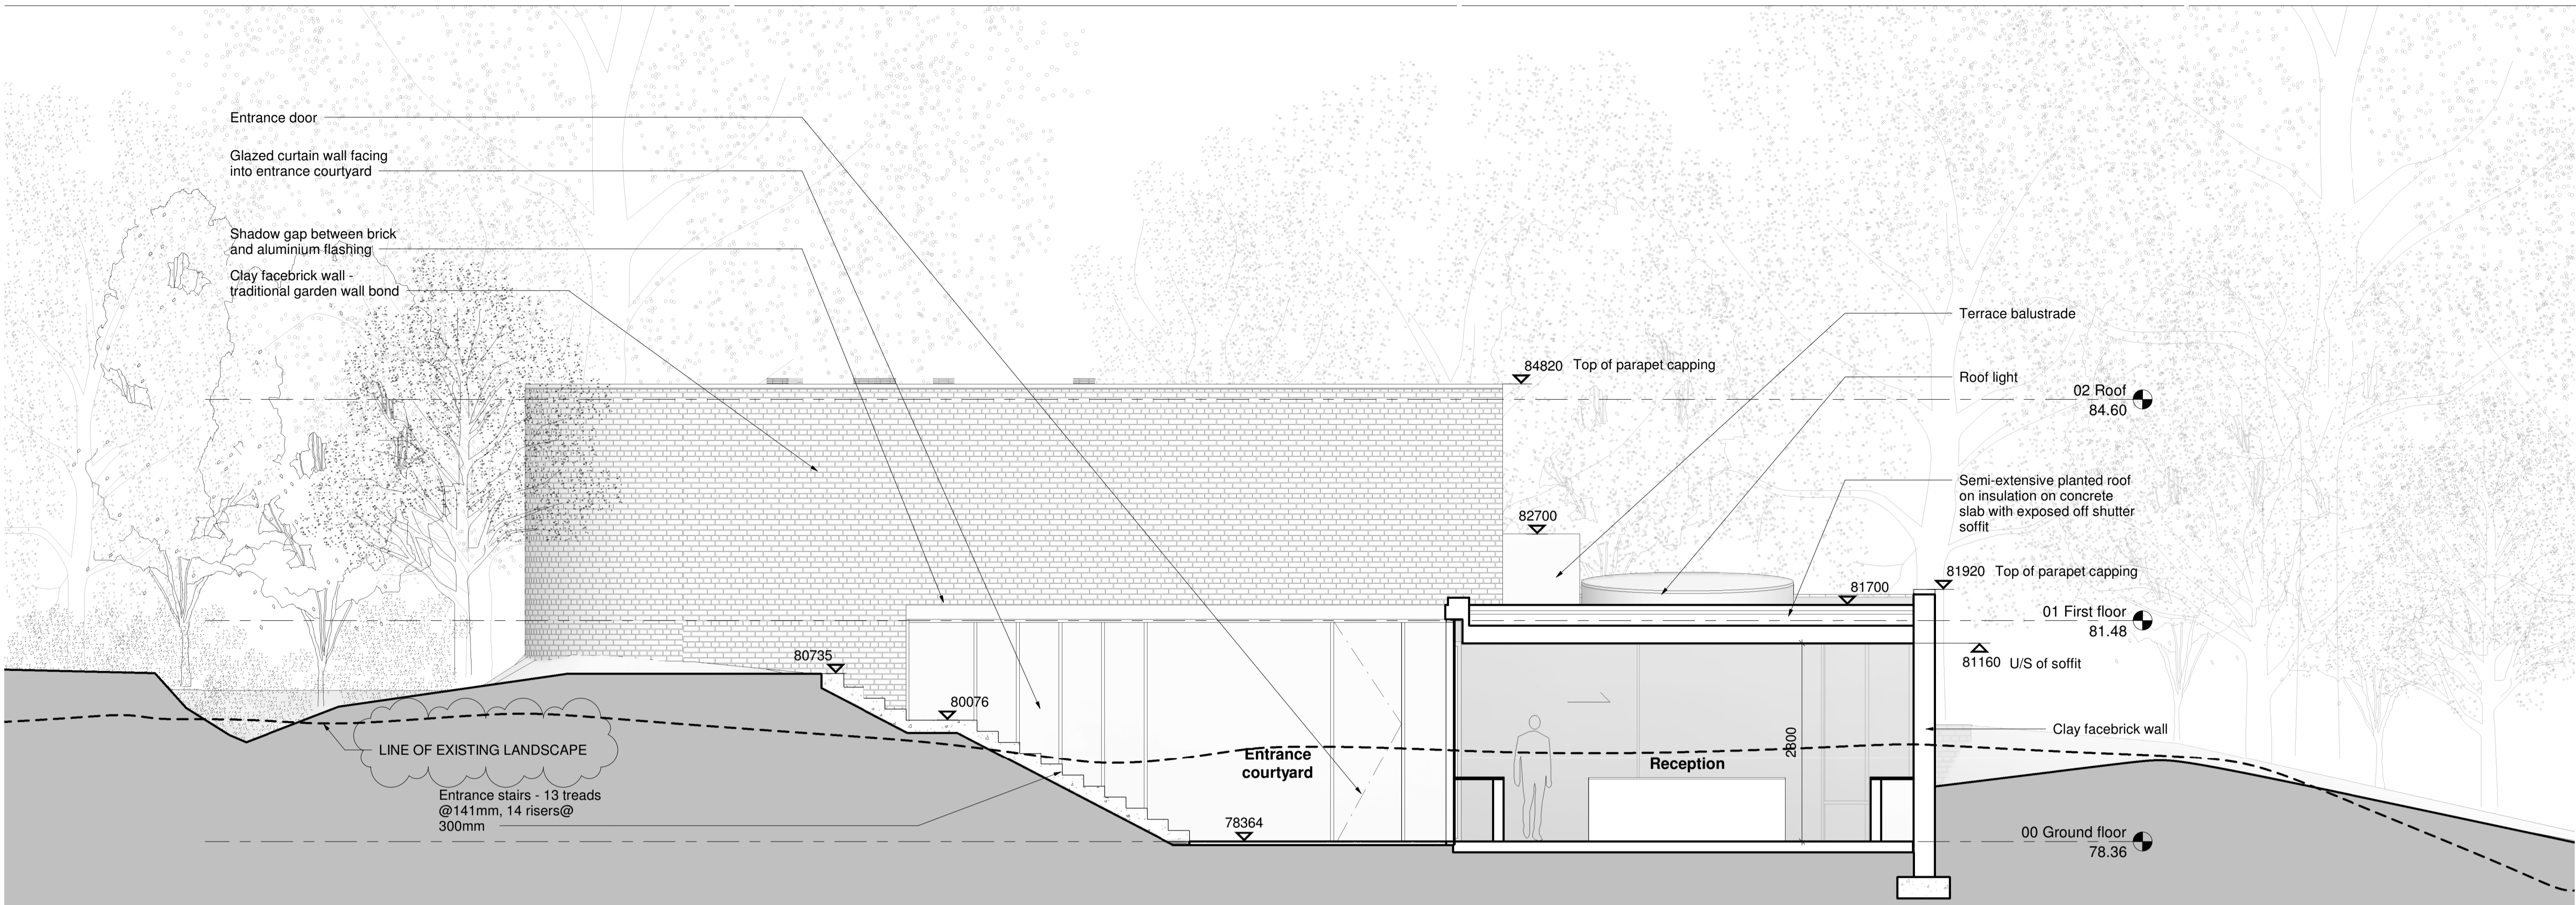 Entrance door
Glazed curtain wall facing
into entrance courtyard
Shadow gap between brick
and aluminium flashing
Clay facebrick wall -
traditional garden wall bond
Terrace balustrade
84820 Top of parapet capping
Roof light
02 Roof
84.60
Semi-extensive planted roof
on insulation on concrete
slab with exposed off shutter
soffit
82700
81920 Top of parapet capping
81700
01 First floor
81.48
80735
81160 U/S of soffit
80076
Clay facebrick wall
LINE OF EXISTING LANDSCAPE
2800
Entrance
courtyard
Reception
Entrance stairs - 13 treads
@141mm, 14 risers@
300mm
78364
00 Ground floor
78.36